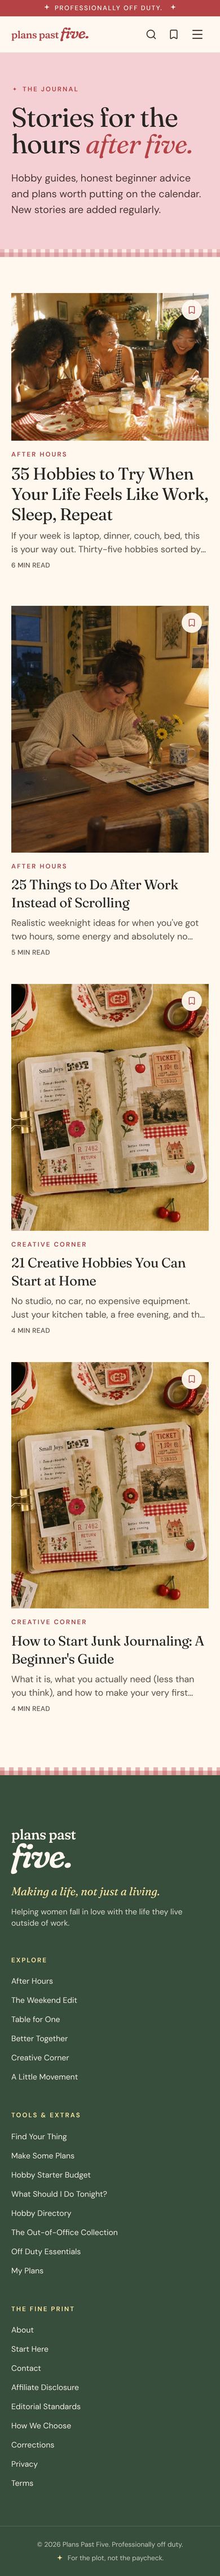 PROFESSIONALLY OFF DUTY.
plans past five.
THE JOURNAL
Stories for the
hours after five.
Hobby guides, honest beginner advice
and plans worth putting on the calendar.
New stories are added regularly.
AFTER HOURS
35 Hobbies to Try When
Your Life Feels Like Work,
Sleep, Repeat
If your week is laptop, dinner, couch, bed, this
is your way out. Thirty-five hobbies sorted by...
6 MIN READ
AFTER HOURS
25 Things to Do After Work
Instead of Scrolling
Realistic weeknight ideas for when you've got
two hours, some energy and absolutely no...
5 MIN READ
Small Joys
TICKET
R 2482
RETURN
CREATIVE CORNER
21 Creative Hobbies You Can
Start at Home
No studio, no car, no expensive equipment.
Just your kitchen table, a free evening, and th...
4 MIN READ
Small Joys
TICKET
R 2482
RETURN
CREATIVE CORNER
How to Start Junk Journaling: A
Beginner's Guide
What it is, what you actually need (less than
you think), and how to make your very first...
4 MIN READ
plans past
five.
Making a life, not just a living.
Helping women fall in love with the life they live
outside of work.
EXPLORE
After Hours
The Weekend Edit
Table for One
Better Together
Creative Corner
A Little Movement
TOOLS & EXTRAS
Find Your Thing
Make Some Plans
Hobby Starter Budget
What Should I Do Tonight?
Hobby Directory
The Out-of-Office Collection
Off Duty Essentials
My Plans
THE FINE PRINT
About
Start Here
Contact
Affiliate Disclosure
Editorial Standards
How We Choose
Corrections
Privacy
Terms
© 2026 Plans Past Five. Professionally off duty.
For the plot, not the paycheck.